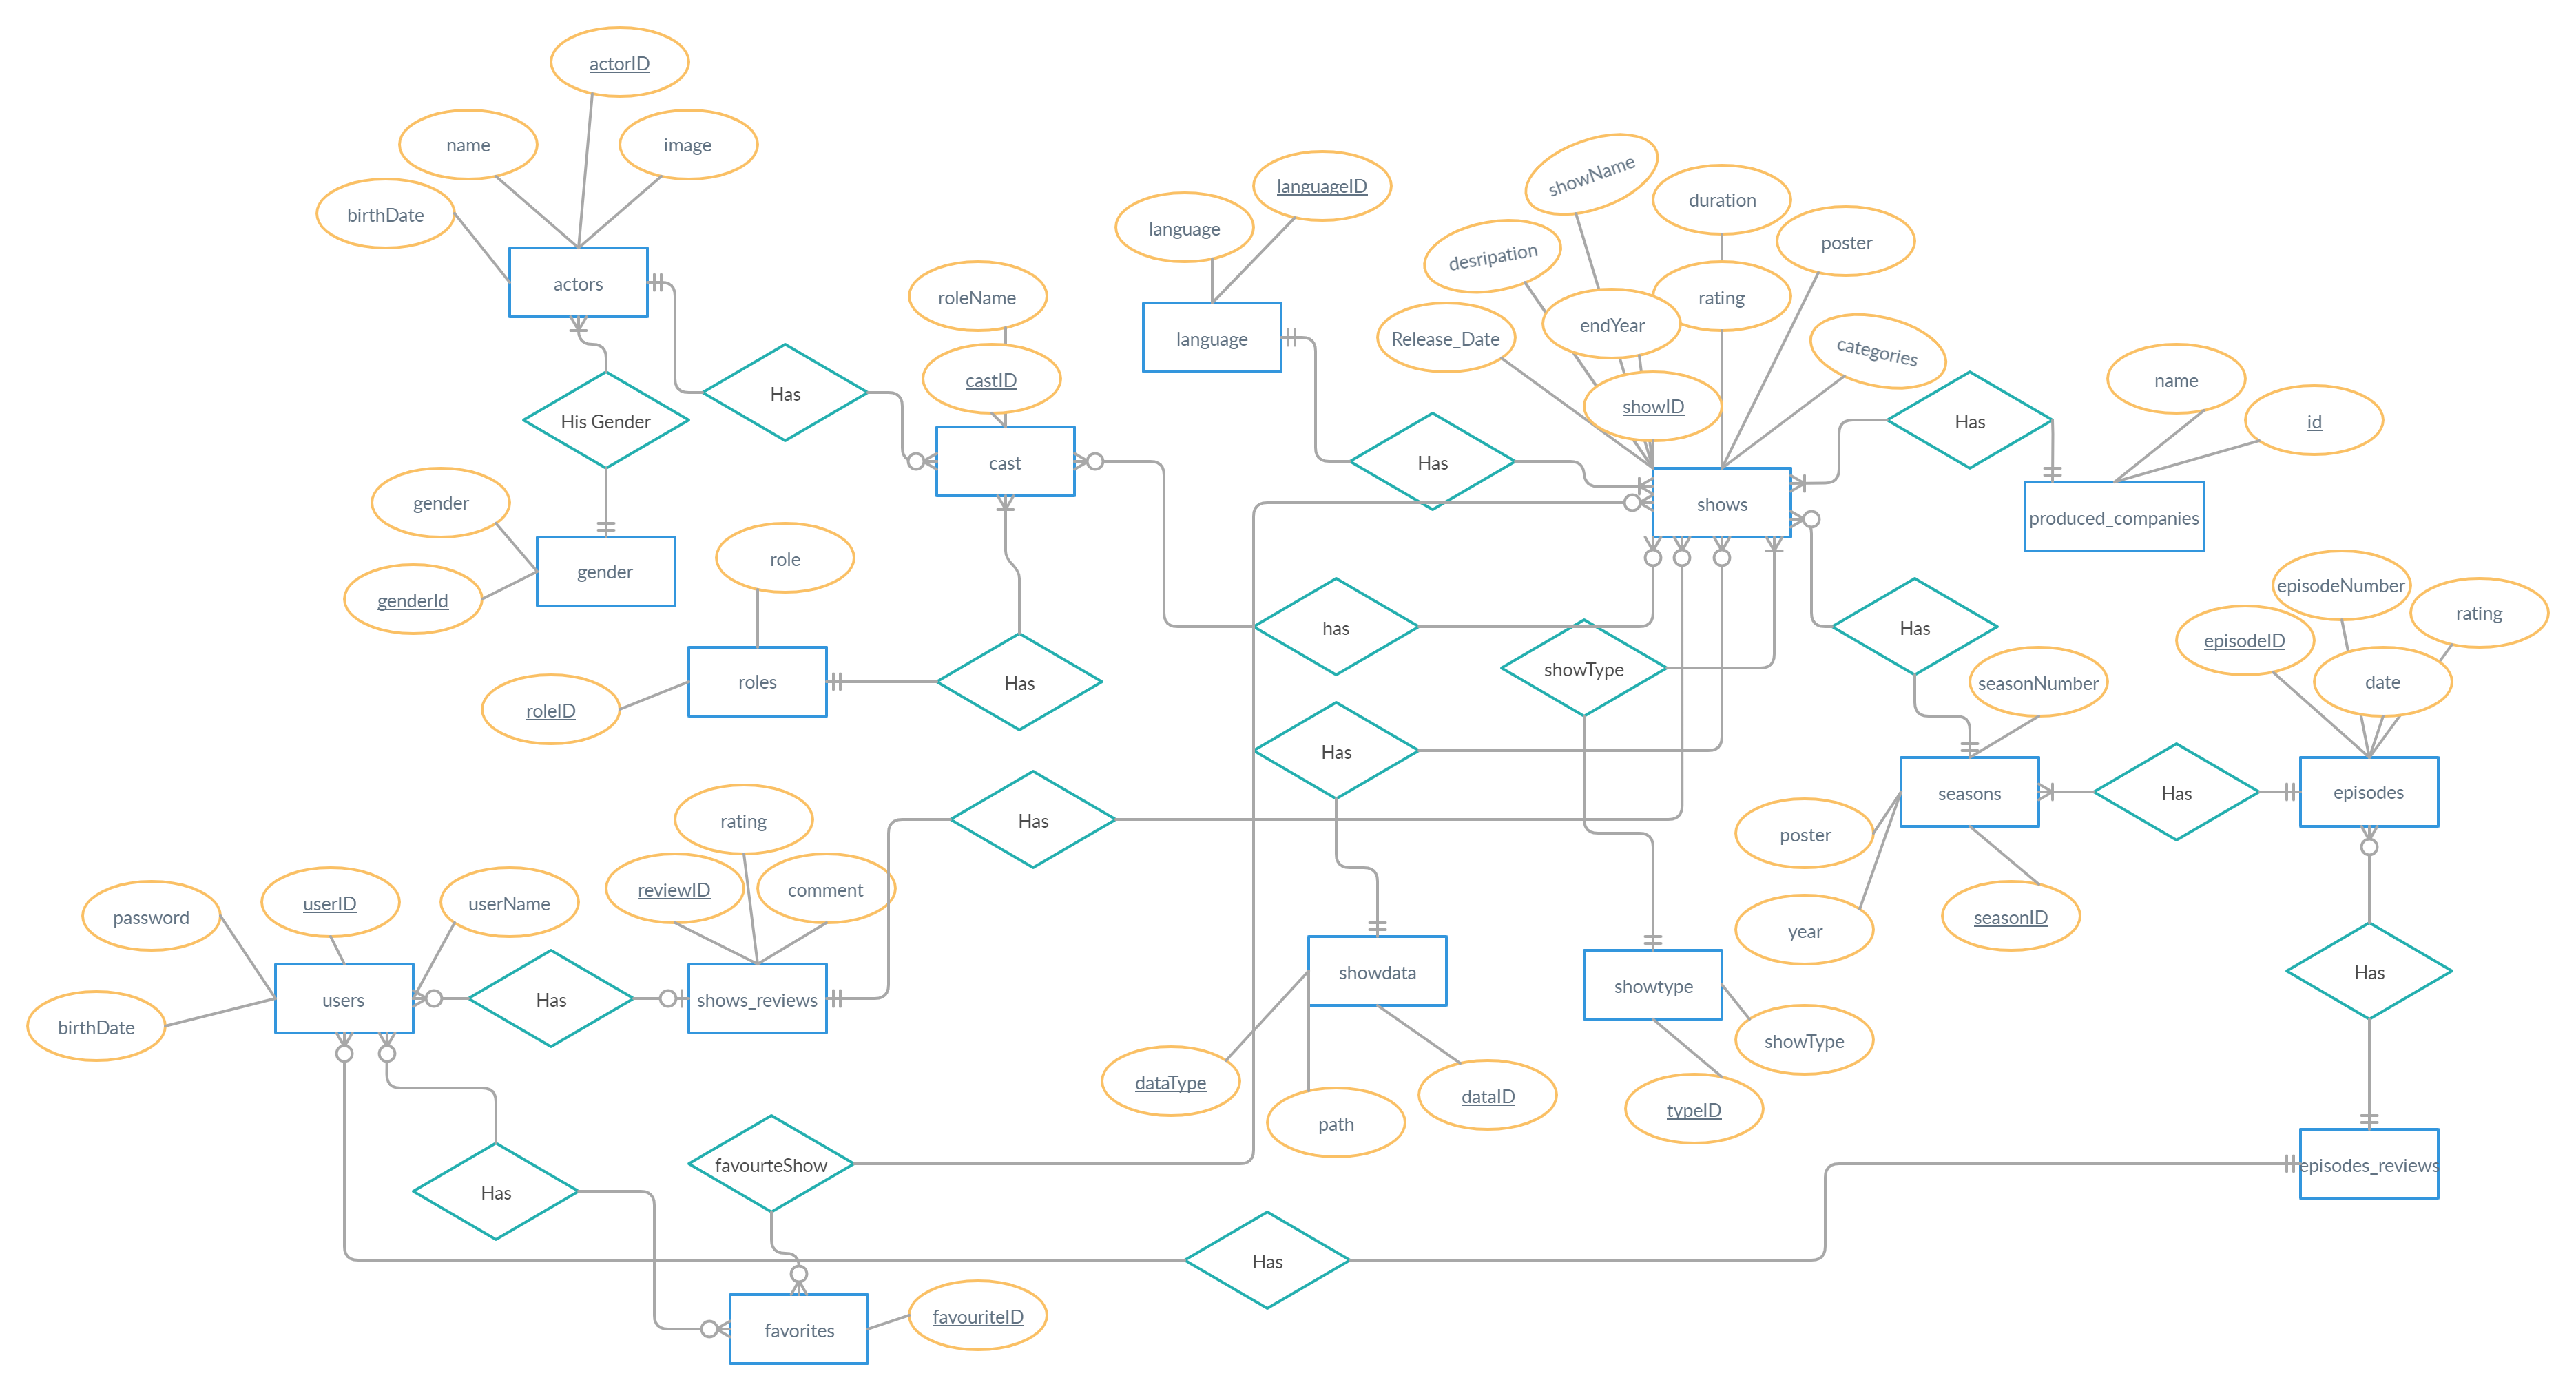 actorID
name
image
birthDate
actors
showName
duration
languageID
language
poster
desripation
rating
endYear
Release_Date
categories
roleName
language
castID
showID
name
id
Has
His Gender
Has
Has
cast
gender
shows
produced_companies
role
gender
genderId
episodeNumber
rating
has
Has
episodeID
showType
roles
Has
seasonNumber
date
roleID
Has
seasons
Has
episodes
rating
Has
poster
reviewID
comment
userID
userName
password
seasonID
year
showdata
Has
showtype
users
Has
shows_reviews
birthDate
showType
dataType
dataID
typeID
path
favourteShow
episodes_reviews
Has
Has
favouriteID
favorites